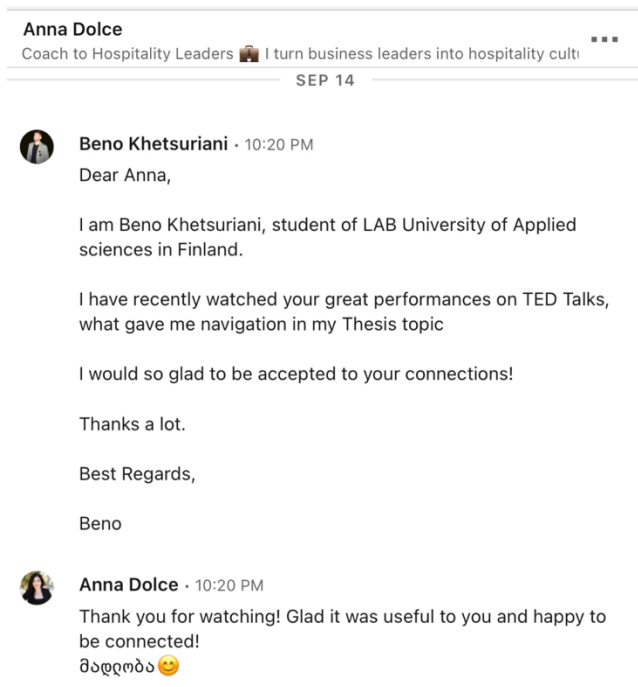 Anna Dolce
Coach to Hospitality Leaders 💼 I turn business leaders into hospitality cult
SEP 14
Beno Khetsuriani • 10:20 PM
Dear Anna,
I am Beno Khetsuriani, student of LAB University of Applied
sciences in Finland.
I have recently watched your great performances on TED Talks,
what gave me navigation in my Thesis topic
I would so glad to be accepted to your connections!
Thanks a lot.
Best Regards,
Beno
Anna Dolce • 10:20 PM
Thank you for watching! Glad it was useful to you and happy to
be connected!
მადლობა😊